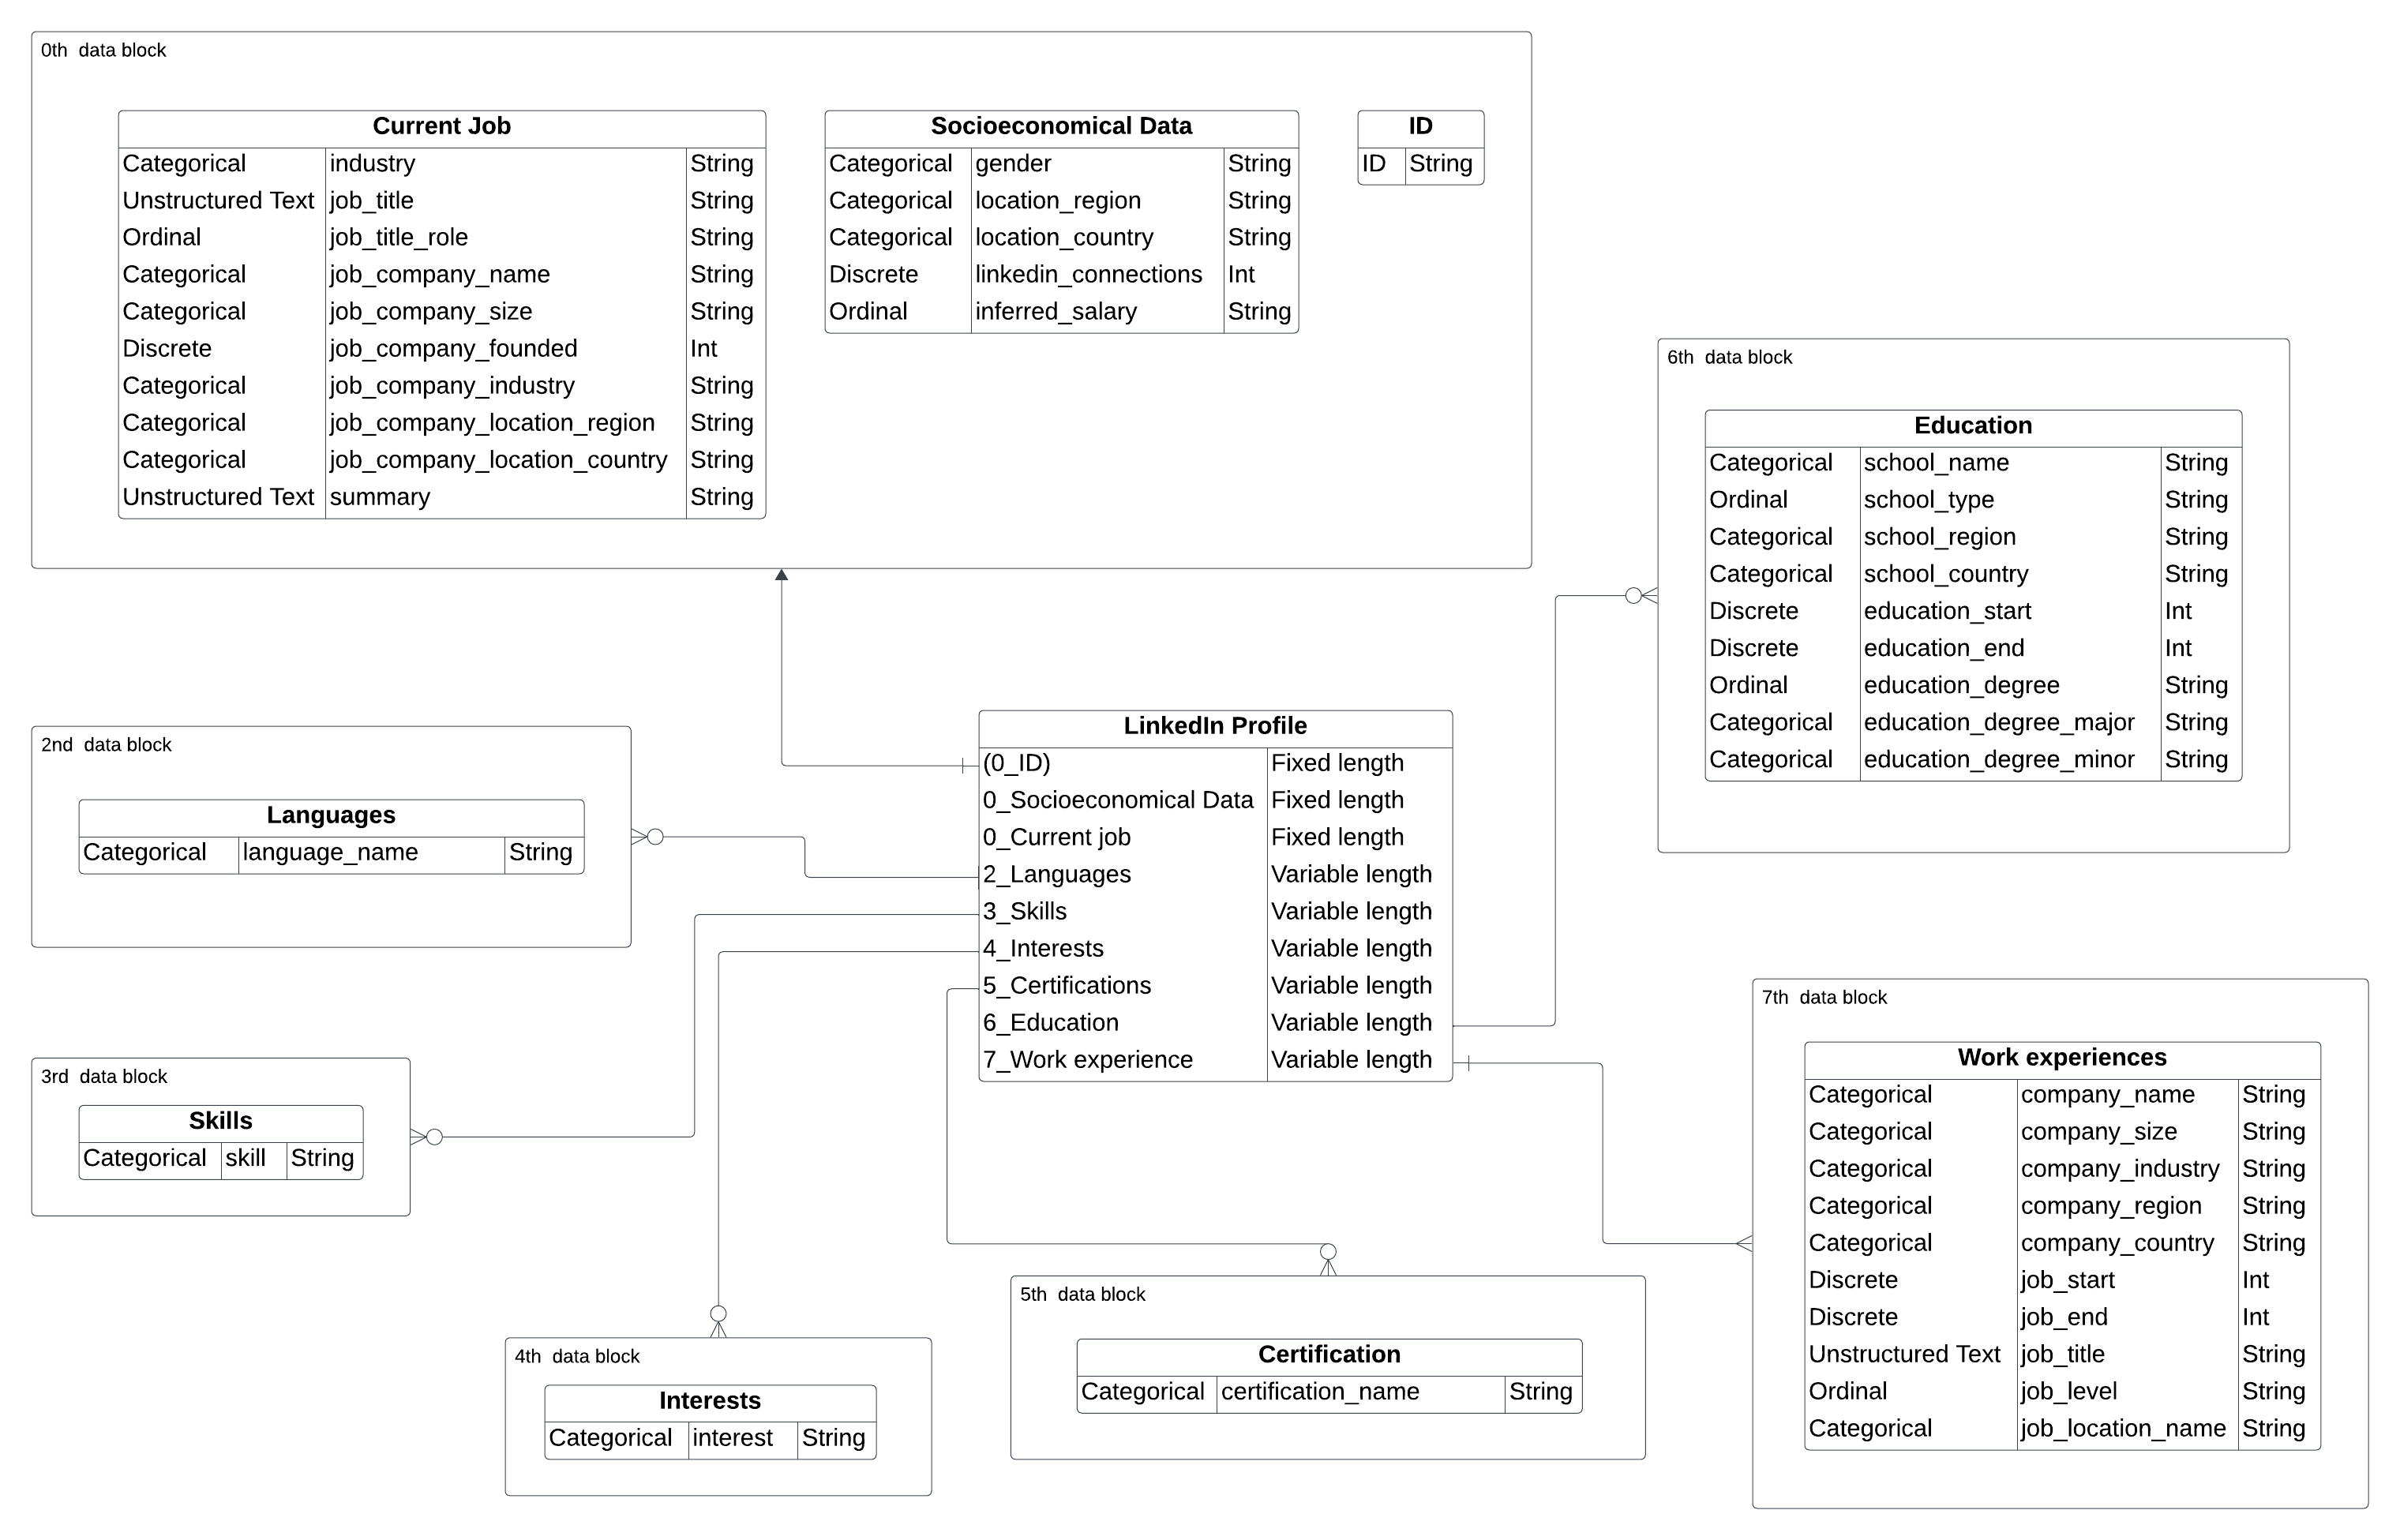 0th data block
Current Job
Categorical industry String
Unstructured Text job_title String
Ordinal job_title_role String
Categorical job_company_name String
Categorical job_company_size String
Discrete job_company_founded Int
Categorical job_company_industry String
Categorical job_company_location_region String
Categorical job_company_location_country String
Unstructured Text summary String
Socioeconomical Data
Categorical gender String
Categorical location_region String
Categorical location_country String
Discrete linkedin_connections Int
Ordinal inferred_salary String
ID
ID String
6th data block
Education
Categorical school_name String
Ordinal school_type String
Categorical school_region String
Categorical school_country String
Discrete education_start Int
Discrete education_end Int
Ordinal education_degree String
Categorical education_degree_major String
Categorical education_degree_minor String
LinkedIn Profile
(0_ID) Fixed length
0_Socioeconomical Data Fixed length
0_Current job Fixed length
2_Languages Variable length
3_Skills Variable length
4_Interests Variable length
5_Certifications Variable length
6_Education Variable length
7_Work experience Variable length
2nd data block
Languages
Categorical language_name String
3rd data block
Skills
Categorical skill String
4th data block
Interests
Categorical interest String
5th data block
Certification
Categorical certification_name String
7th data block
Work experiences
Categorical company_name String
Categorical company_size String
Categorical company_industry String
Categorical company_region String
Categorical company_country String
Discrete job_start Int
Discrete job_end Int
Unstructured Text job_title String
Ordinal job_level String
Categorical job_location_name String